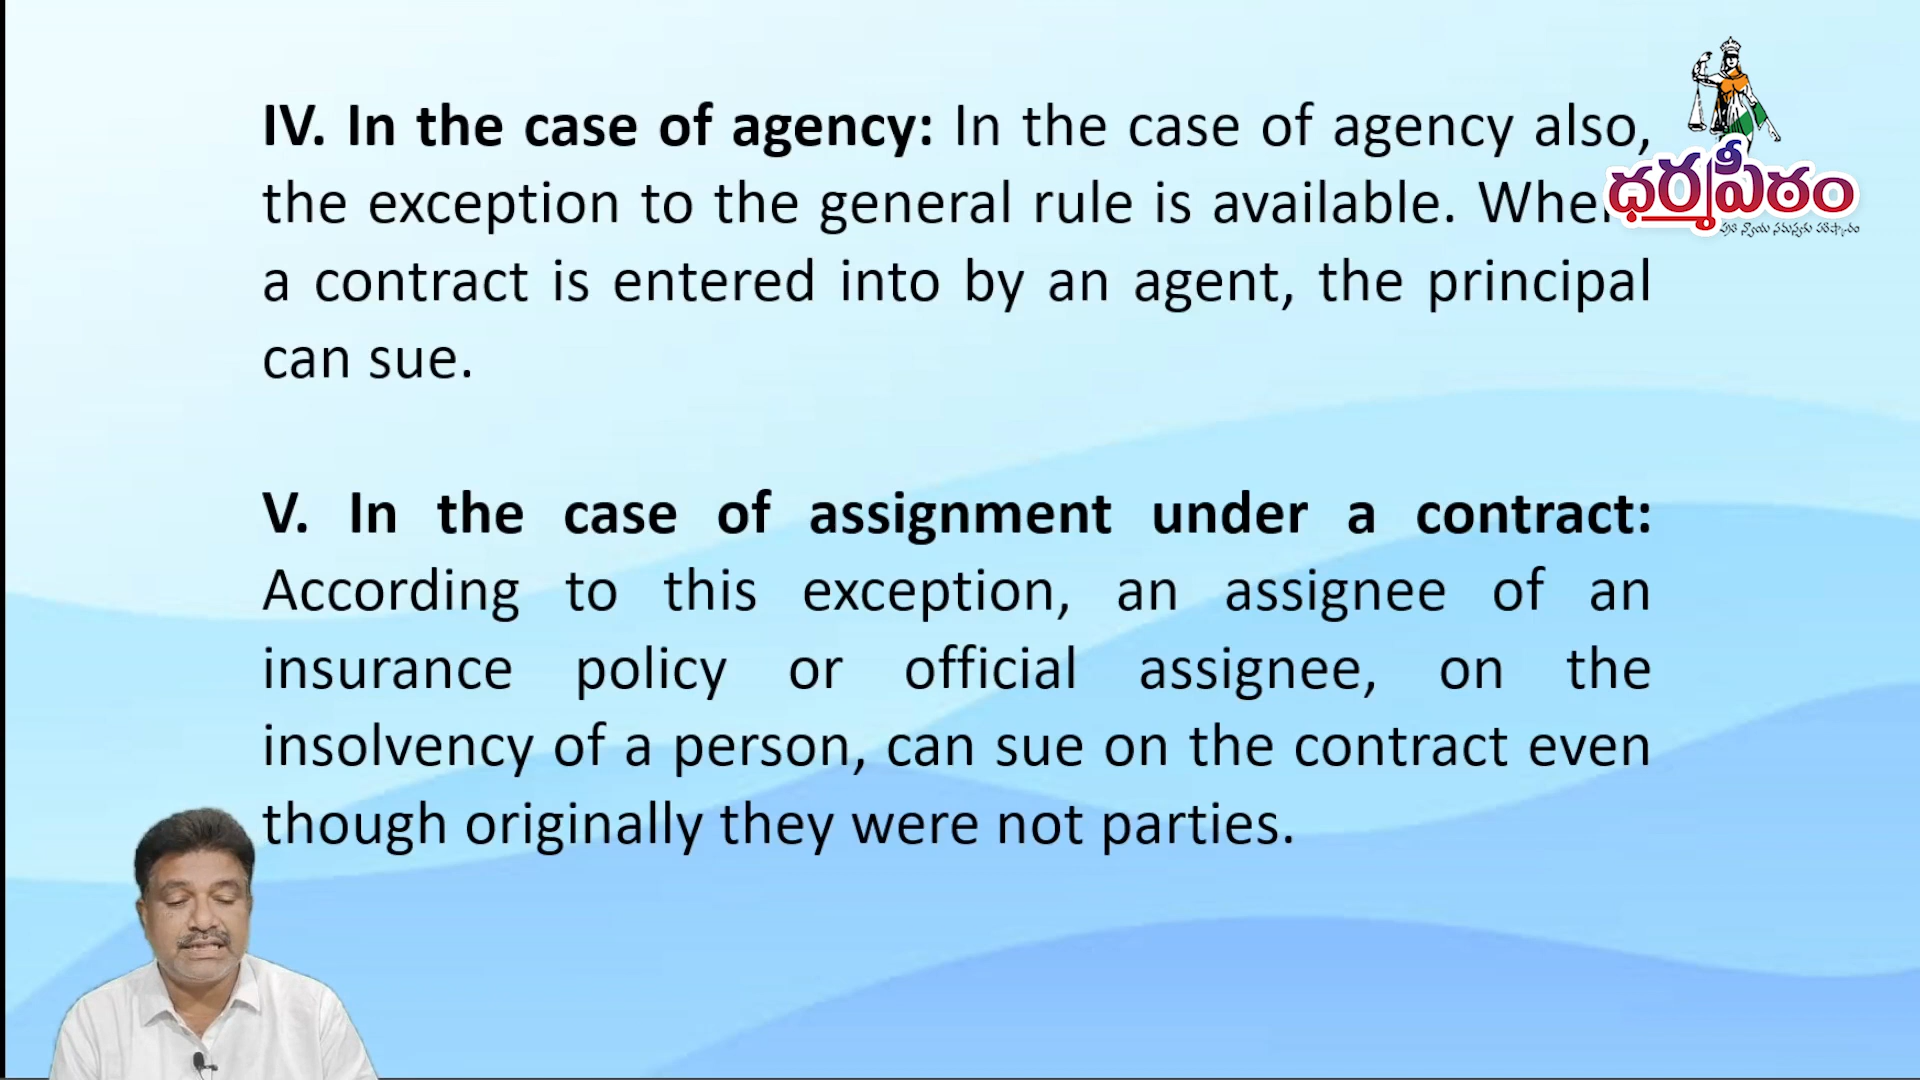 IV. In the case of agency: In the case of agency also,
the exception to the general rule is available. When
a contract is entered into by an agent, the principal
can sue.
V. In the case of assignment under a contract:
According to this exception, an assignee of an
insurance policy or official assignee, on the
insolvency of a person, can sue on the contract even
though originally they were not parties.
ధర్మపీఠం